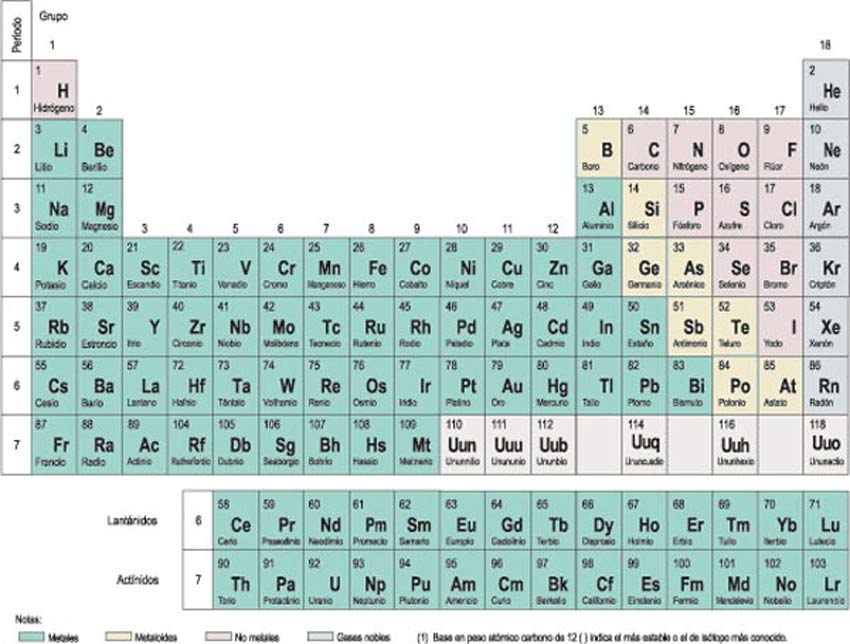 Grupo
Período
1 18
1 2
1 H He
Hidrógeno Helio
2 13 14 15 16 17
3 4 5 6 7 8 9 10
2 Li Be B C N O F Ne
Litio Berilio Boro Carbono Nitrógeno Oxígeno Flúor Neón
11 12 13 14 15 16 17 18
3 Na Mg Al Si P S Cl Ar
Sodio Magnesio Aluminio Silicio Fósforo Azufre Cloro Argón
3 4 5 6 7 8 9 10 11 12
19 20 21 22 23 24 25 26 27 28 29 30 31 32 33 34 35 36
4 K Ca Sc Ti V Cr Mn Fe Co Ni Cu Zn Ga Ge As Se Br Kr
Potasio Calcio Escandio Titanio Vanadio Cromo Manganeso Hierro Cobalto Níquel Cobre Cinc Galio Germanio Arsénico Selenio Bromo Criptón
37 38 39 40 41 42 43 44 45 46 47 48 49 50 51 52 53 54
5 Rb Sr Y Zr Nb Mo Tc Ru Rh Pd Ag Cd In Sn Sb Te I Xe
Rubidio Estroncio Itrio Circonio Niobio Molibdeno Tecnecio Rutenio Rodio Paladio Plata Cadmio Indio Estaño Antimonio Teluro Yodo Xenón
55 56 57 72 73 74 75 76 77 78 79 80 81 82 83 84 85 86
6 Cs Ba La Hf Ta W Re Os Ir Pt Au Hg Tl Pb Bi Po At Rn
Cesio Bario Lantano Hafnio Tántalo Volframio Renio Osmio Iridio Platino Oro Mercurio Talio Plomo Bismuto Polonio Astato Radón
87 88 89 104 105 106 107 108 109 110 111 112 114 116 118
7 Fr Ra Ac Rf Db Sg Bh Hs Mt Uun Uuu Uub Uuq Uuh Uuo
Francio Radio Actinio Rutherfordio Dubnio Seaborgio Bohrio Hassio Meitnerio Ununnilio Unununio Ununbio Ununcuadio Ununhexio Ununoctio
58 59 60 61 62 63 64 65 66 67 68 69 70 71
Lantánidos 6 Ce Pr Nd Pm Sm Eu Gd Tb Dy Ho Er Tm Yb Lu
Cerio Praseodimio Neodimio Promecio Samario Europio Gadolinio Terbio Disprosio Holmio Erbio Tulio Iterbio Lutecio
90 91 92 93 94 95 96 97 98 99 100 101 102 103
Actínidos 7 Th Pa U Np Pu Am Cm Bk Cf Es Fm Md No Lr
Torio Protactinio Uranio Neptunio Plutonio Americio Curio Berkelio Californio Einstenio Fermio Mendelevio Nobelio Laurencio
Notas:
Metales Metaloides No metales Gases nobles (1) Base en peso atómico carbono de 12 ( ) indica el más estable o el de isótopo más conocido.